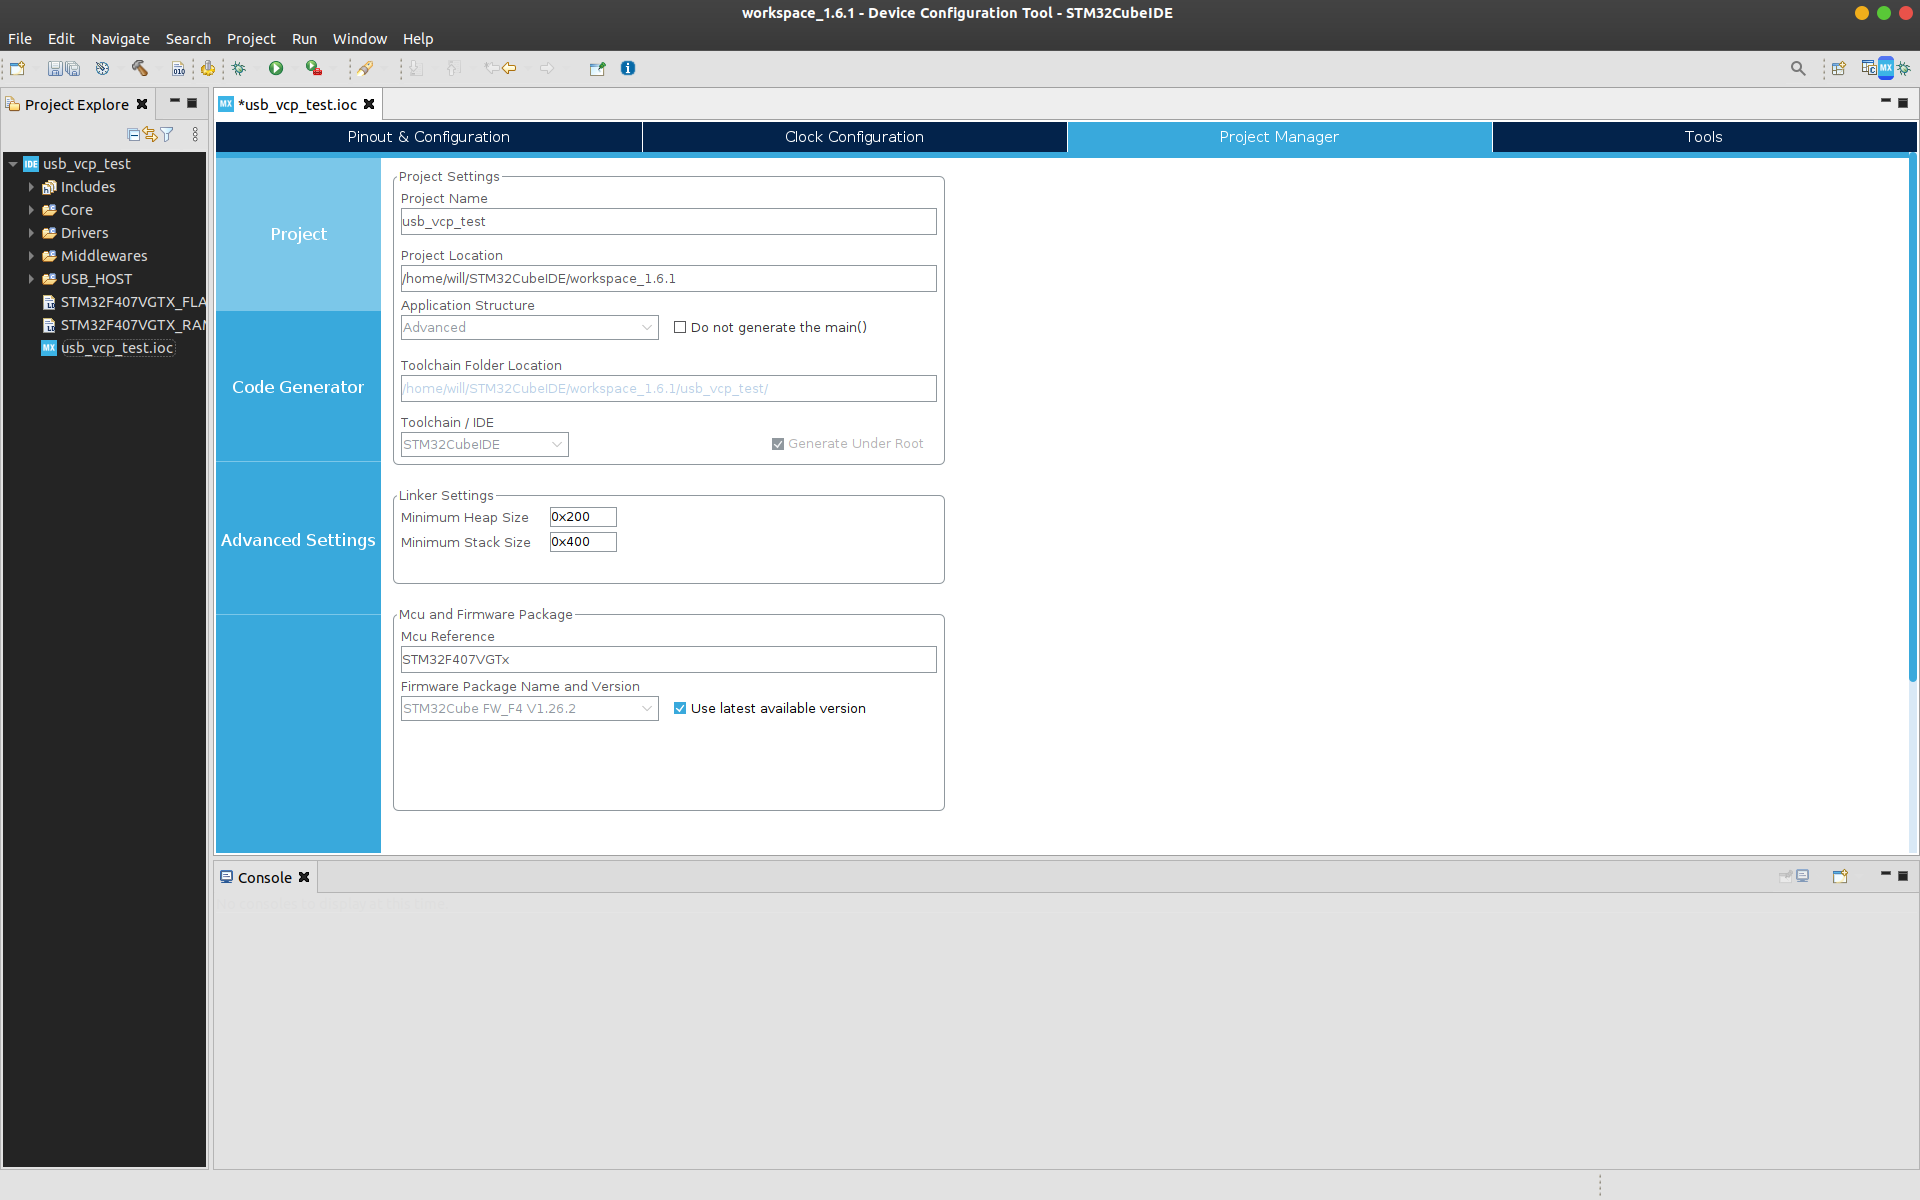 workspace_1.6.1 - Device Configuration Tool - STM32CubeIDE
File Edit Navigate Search Project Run Window Help
Project Explore
MX *usb_vcp_test.ioc
Pinout & Configuration
Clock Configuration
Project Manager
Tools
IDE usb_vcp_test
Includes
Core
Drivers
Middlewares
USB_HOST
STM32F407VGTX_FLA
STM32F407VGTX_RAM
MX usb_vcp_test.ioc
Project
Code Generator
Advanced Settings
Project Settings
Project Name
usb_vcp_test
Project Location
/home/will/STM32CubeIDE/workspace_1.6.1
Application Structure
Advanced
Do not generate the main()
Toolchain Folder Location
/home/will/STM32CubeIDE/workspace_1.6.1/usb_vcp_test/
Toolchain / IDE
STM32CubeIDE
Generate Under Root
Linker Settings
Minimum Heap Size 0x200
Minimum Stack Size 0x400
Mcu and Firmware Package
Mcu Reference
STM32F407VGTx
Firmware Package Name and Version
STM32Cube FW_F4 V1.26.2
Use latest available version
Console